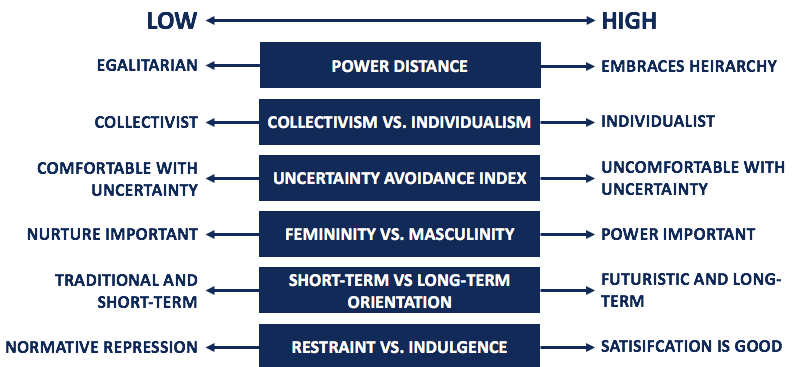 LOW HIGH
EGALITARIAN POWER DISTANCE EMBRACES HEIRARCHY
COLLECTIVIST COLLECTIVISM VS. INDIVIDUALISM INDIVIDUALIST
COMFORTABLE WITH
UNCERTAINTY
UNCERTAINTY AVOIDANCE INDEX
UNCOMFORTABLE WITH
UNCERTAINTY
NURTURE IMPORTANT FEMININITY VS. MASCULINITY POWER IMPORTANT
TRADITIONAL AND
SHORT-TERM
SHORT-TERM VS LONG-TERM
ORIENTATION
FUTURISTIC AND LONG-
TERM
NORMATIVE REPRESSION RESTRAINT VS. INDULGENCE SATISIFCATION IS GOOD